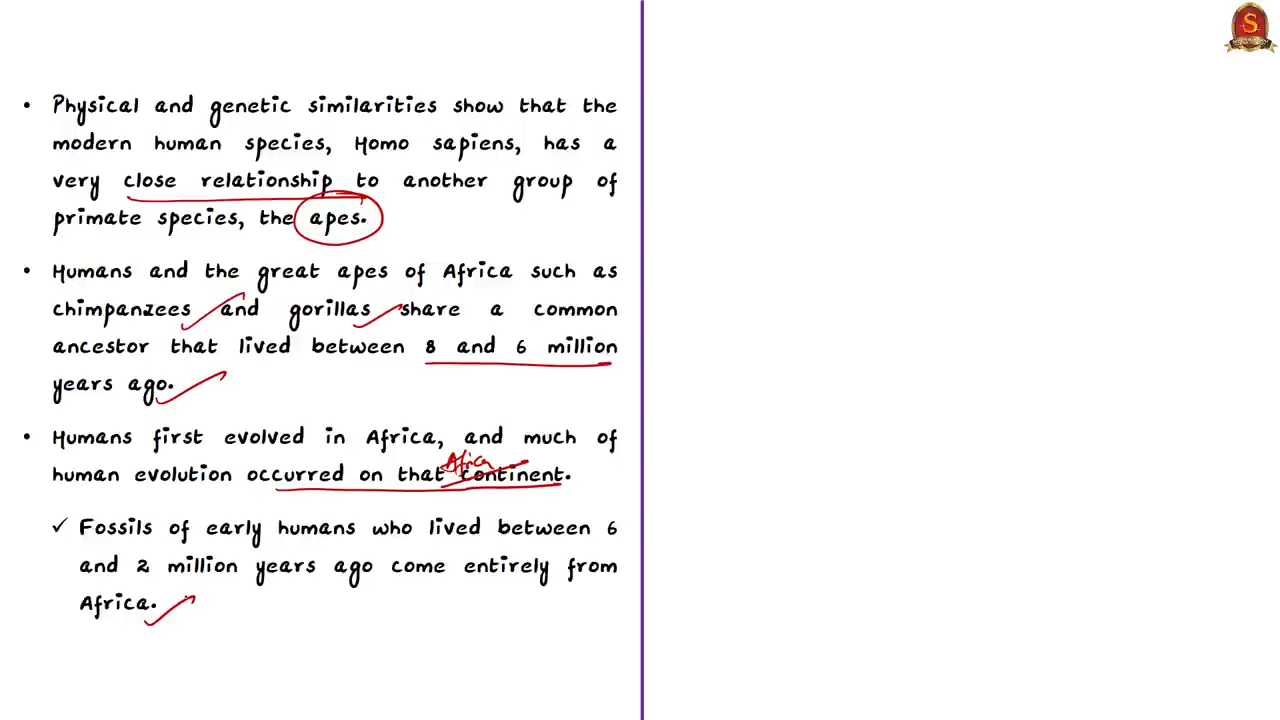 Physical and genetic similarities show that the
modern human species, Homo sapiens, has a
very close relationship to another group of
primate species, the apes.
Humans and the great apes of Africa such as
chimpanzees and gorillas share a common
ancestor that lived between 8 and 6 million
years ago.
Humans first evolved in Africa, and much of
Africa
human evolution occurred on that continent.
Fossils of early humans who lived between 6
and 2 million years ago come entirely from
Africa.
S